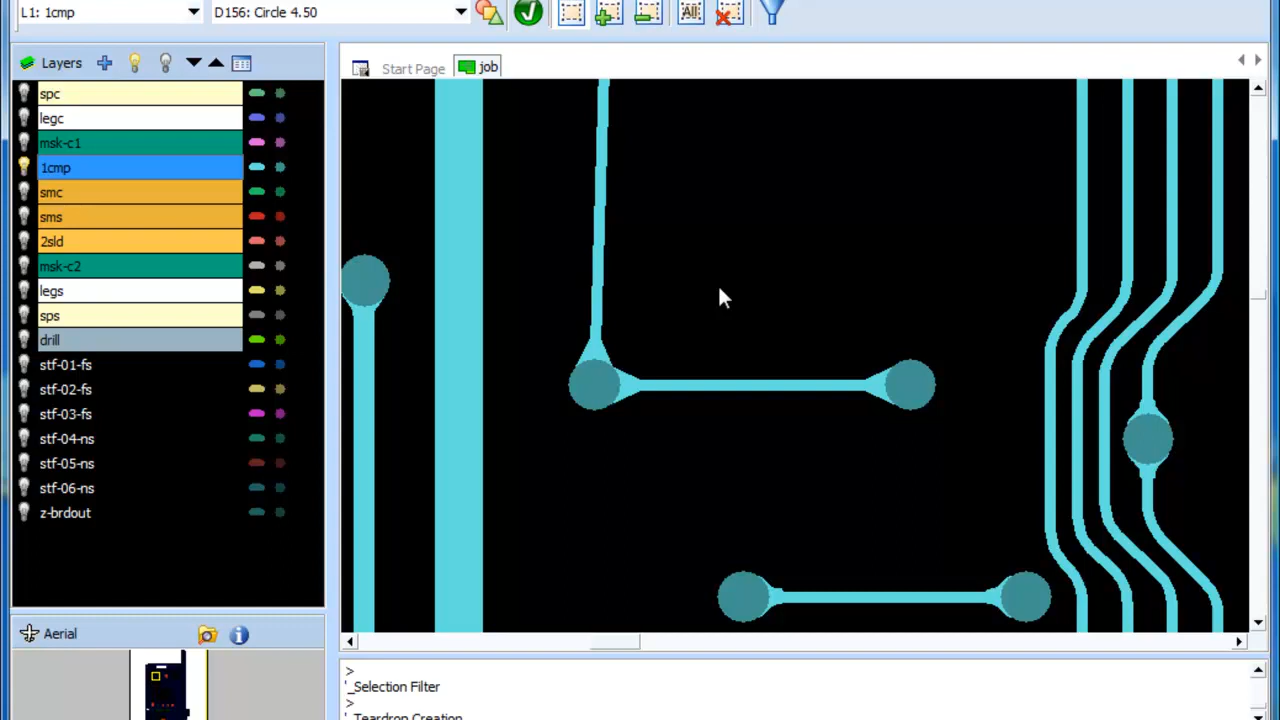 L1: 1cmp
D156: Circle 4.50
All
Layers
Start Page
job
spc
legc
msk-c1
1cmp
smc
sms
2sld
msk-c2
legs
sps
drill
stf-01-fs
stf-02-fs
stf-03-fs
stf-04-ns
stf-05-ns
stf-06-ns
z-brdout
Aerial
>
'_Selection Filter
>
'_Teardrop Creation